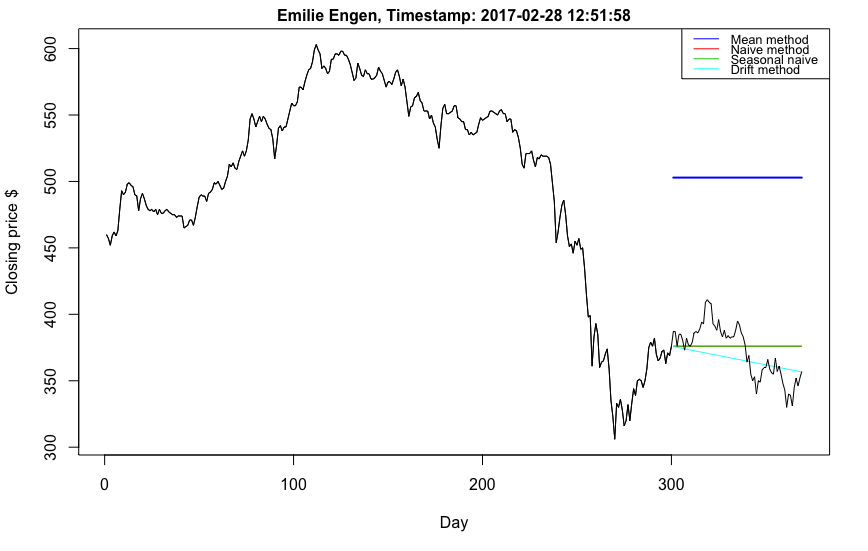 Emilie Engen, Timestamp: 2017-02-28 12:51:58
Mean method
Naive method
Seasonal naive
Drift method
Closing price $
600
550
500
450
400
350
300
0 100 200 300
Day